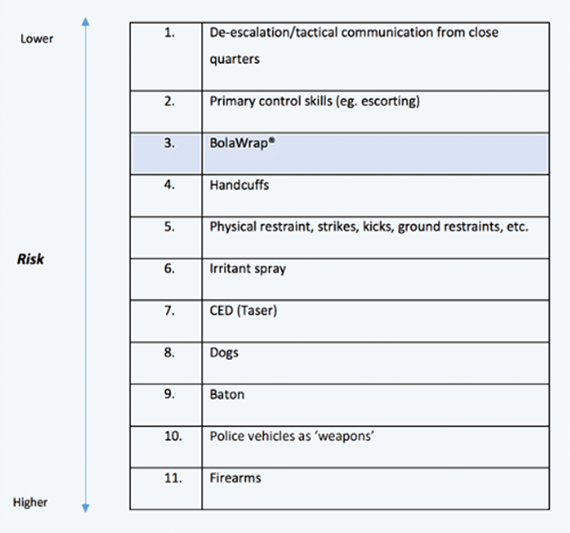 Lower
1. De-escalation/tactical communication from close
quarters
2. Primary control skills (eg. escorting)
3. BolaWrap®
4. Handcuffs
5. Physical restraint, strikes, kicks, ground restraints, etc.
Risk
6. Irritant spray
7. CED (Taser)
8. Dogs
9. Baton
10. Police vehicles as ‘weapons’
11. Firearms
Higher